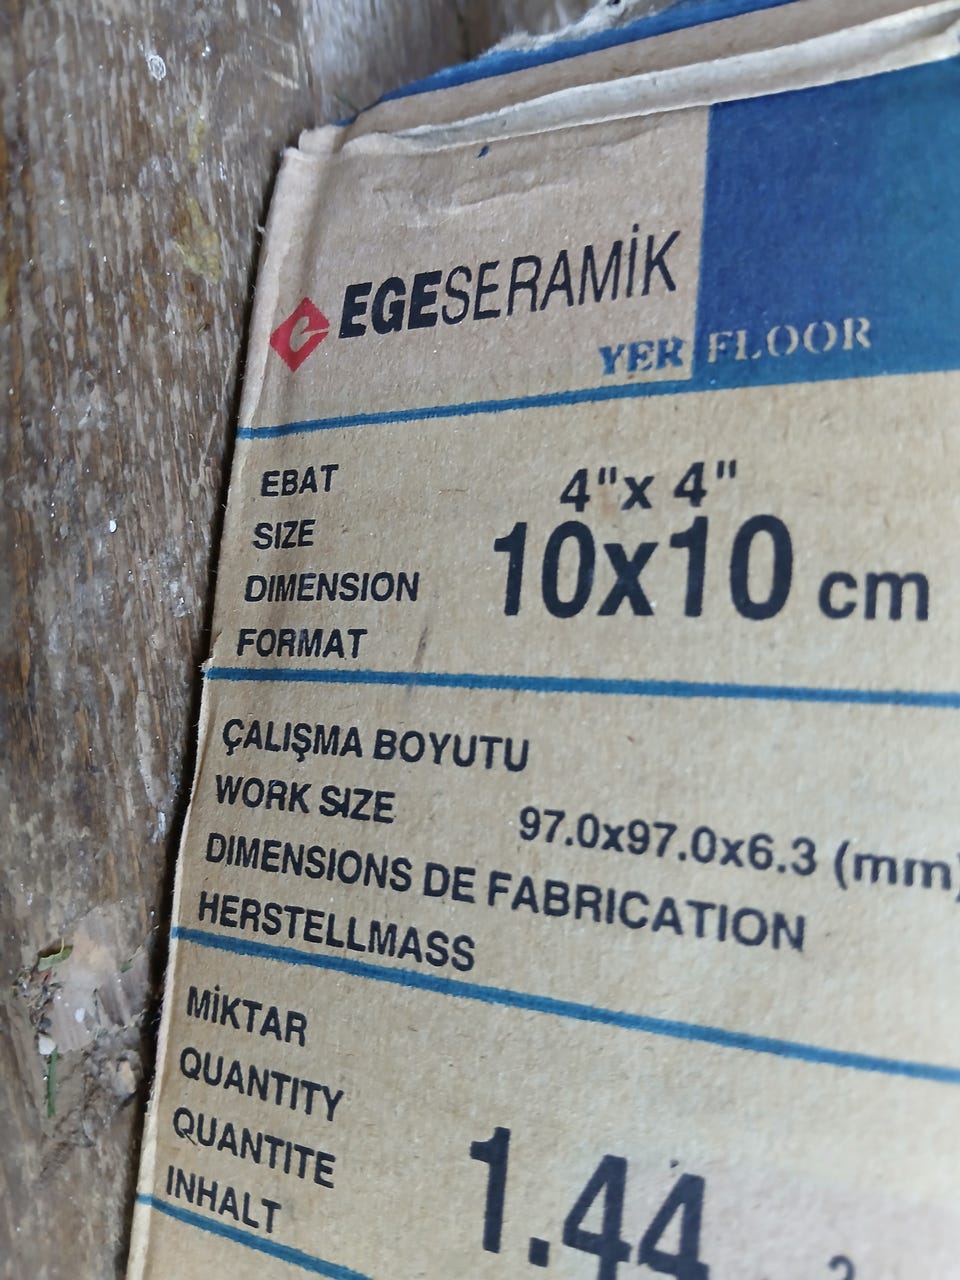 EGESERAMİK
YER FLOOR
EBAT
SIZE
DIMENSION
FORMAT
4"x 4"
10x10 cm
ÇALIŞMA BOYUTU
WORK SIZE
DIMENSIONS DE FABRICATION
HERSTELLMASS
97.0x97.0x6.3 (mm)
MİKTAR
QUANTITY
QUANTITE
INHALT
1.44
2